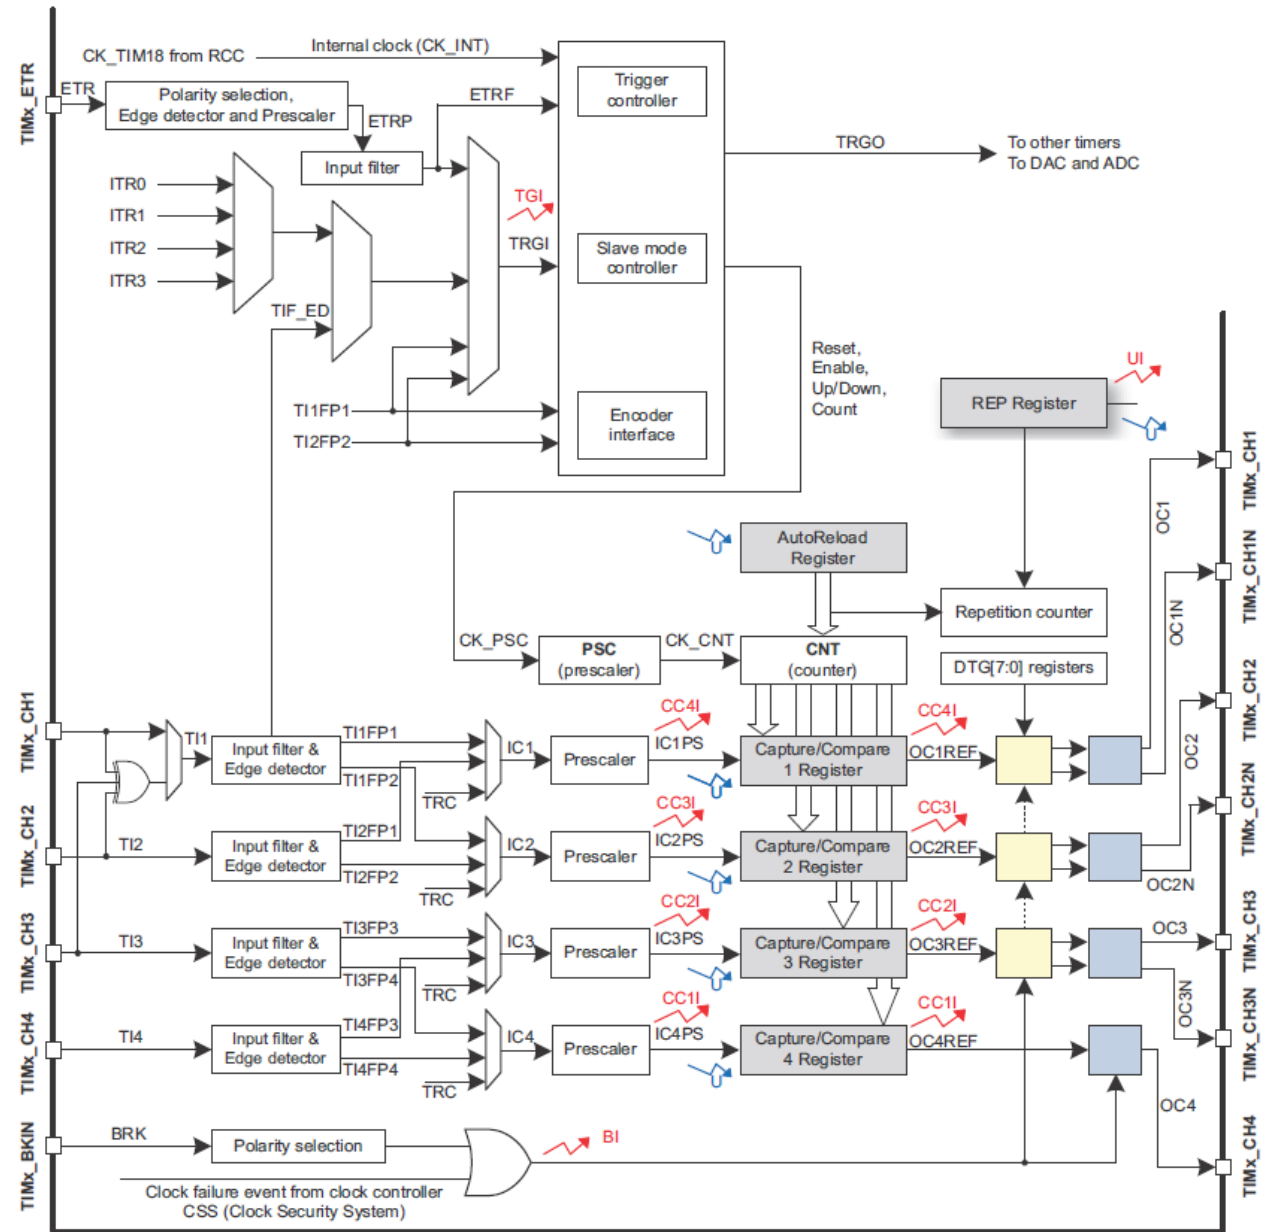 CK_TIM18 from RCC
Internal clock (CK_INT)
TIMx_ETR
ETR
Polarity selection,
Edge detector and Prescaler
ETRP
ETRF
Input filter
Trigger
controller
TRGO
To other timers
To DAC and ADC
ITR0
ITR1
ITR2
ITR3
TGI
TRGI
Slave mode
controller
TIF_ED
Reset,
Enable,
Up/Down,
Count
UI
REP Register
TI1FP1
TI2FP2
Encoder
interface
TIMx_CH1
OC1
AutoReload
Register
TIMx_CH1N
OC1N
Repetition counter
CK_PSC
PSC
(prescaler)
CK_CNT
CNT
(counter)
DTG[7:0] registers
TIMx_CH2
OC2
TIMx_CH1
TI1
Input filter &
Edge detector
TI1FP1
TI1FP2
TRC
IC1
Prescaler
CC4I
IC1PS
Capture/Compare
1 Register
CC4I
OC1REF
TIMx_CH2N
OC2N
TIMx_CH2
TI2
Input filter &
Edge detector
TI2FP1
TI2FP2
TRC
IC2
Prescaler
CC3I
IC2PS
Capture/Compare
2 Register
CC3I
OC2REF
TIMx_CH3
OC3
TIMx_CH3
TI3
Input filter &
Edge detector
TI3FP3
TI3FP4
TRC
IC3
Prescaler
CC2I
IC3PS
Capture/Compare
3 Register
CC2I
OC3REF
TIMx_CH3N
OC3N
TIMx_CH4
TI4
Input filter &
Edge detector
TI4FP3
TI4FP4
TRC
IC4
Prescaler
CC1I
IC4PS
Capture/Compare
4 Register
CC1I
OC4REF
OC4
TIMx_CH4
TIMx_BKIN
BRK
Polarity selection
BI
Clock failure event from clock controller
CSS (Clock Security System)